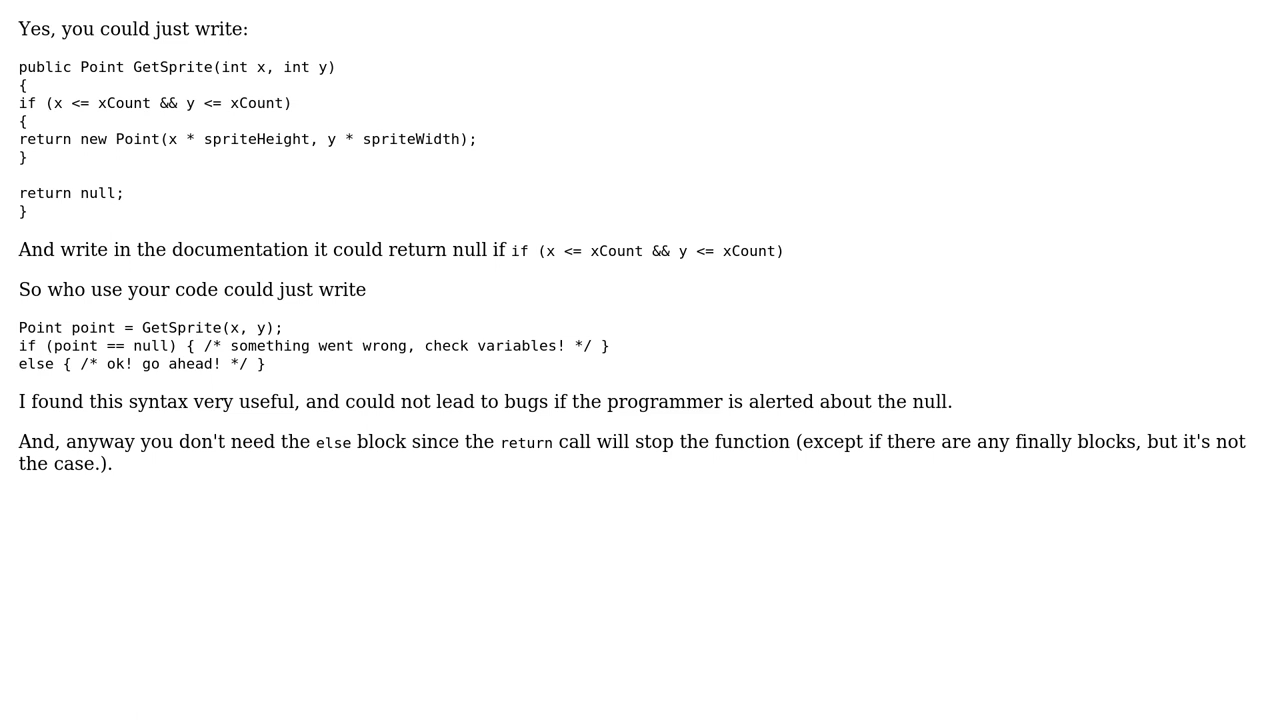 Yes, you could just write:
public Point GetSprite(int x, int y)
{
if (x <= xCount && y <= xCount)
{
return new Point(x * spriteHeight, y * spriteWidth);
}
return null;
}
And write in the documentation it could return null if if (x <= xCount && y <= xCount)
So who use your code could just write
Point point = GetSprite(x, y);
if (point == null) { /* something went wrong, check variables! */ }
else { /* ok! go ahead! */ }
I found this syntax very useful, and could not lead to bugs if the programmer is alerted about the null.
And, anyway you don't need the else block since the return call will stop the function (except if there are any finally blocks, but it's not
the case.).